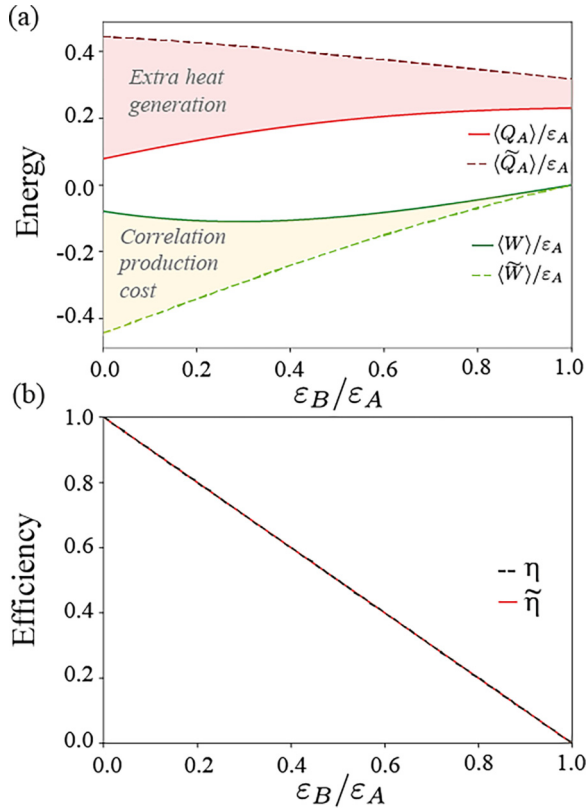 (a)
0.4
0.2
0.0
-0.2
-0.4
Energy
Extra heat
generation
Correlation
production
cost
⟨Q_A⟩/ε_A
⟨Q̃_A⟩/ε_A
⟨W⟩/ε_A
⟨W̃⟩/ε_A
0.0 0.2 0.4 0.6 0.8 1.0
ε_B/ε_A
(b)
1.0
0.8
0.6
0.4
0.2
0.0
Efficiency
η
η̃
0.0 0.2 0.4 0.6 0.8 1.0
ε_B/ε_A